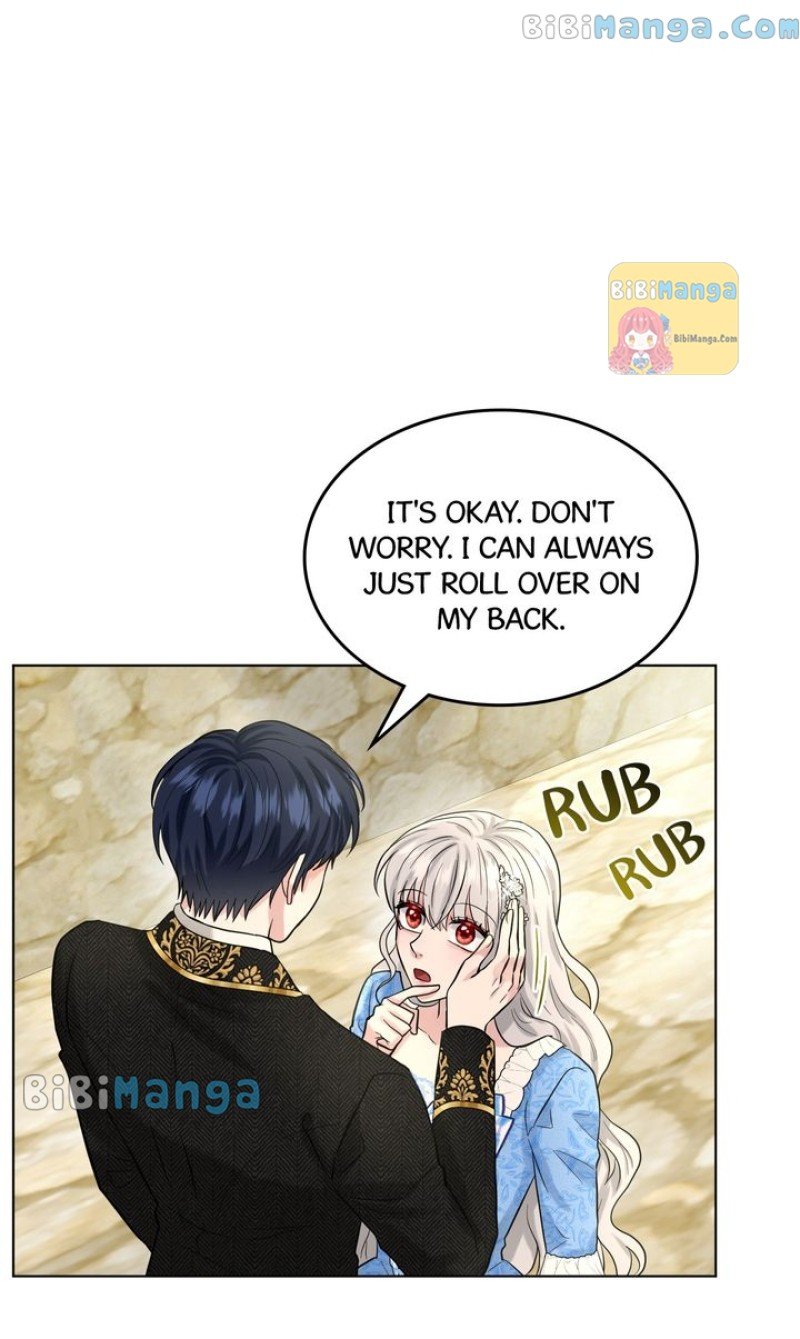 BiBiManga.Com
BiBiManga
BibiManga.Com
IT'S OKAY. DON'T
WORRY. I CAN ALWAYS
JUST ROLL OVER ON
MY BACK.
RUB
RUB
BiBiManga